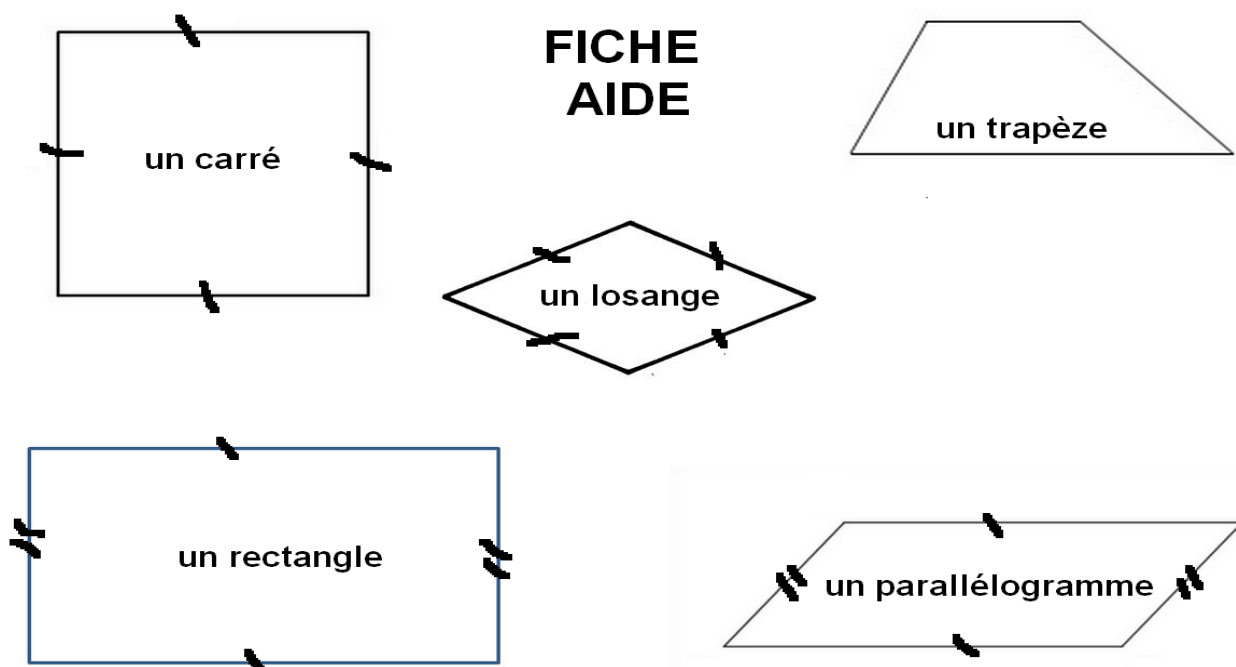 FICHE
AIDE
un carré
un trapèze
un losange
un rectangle
un parallélogramme